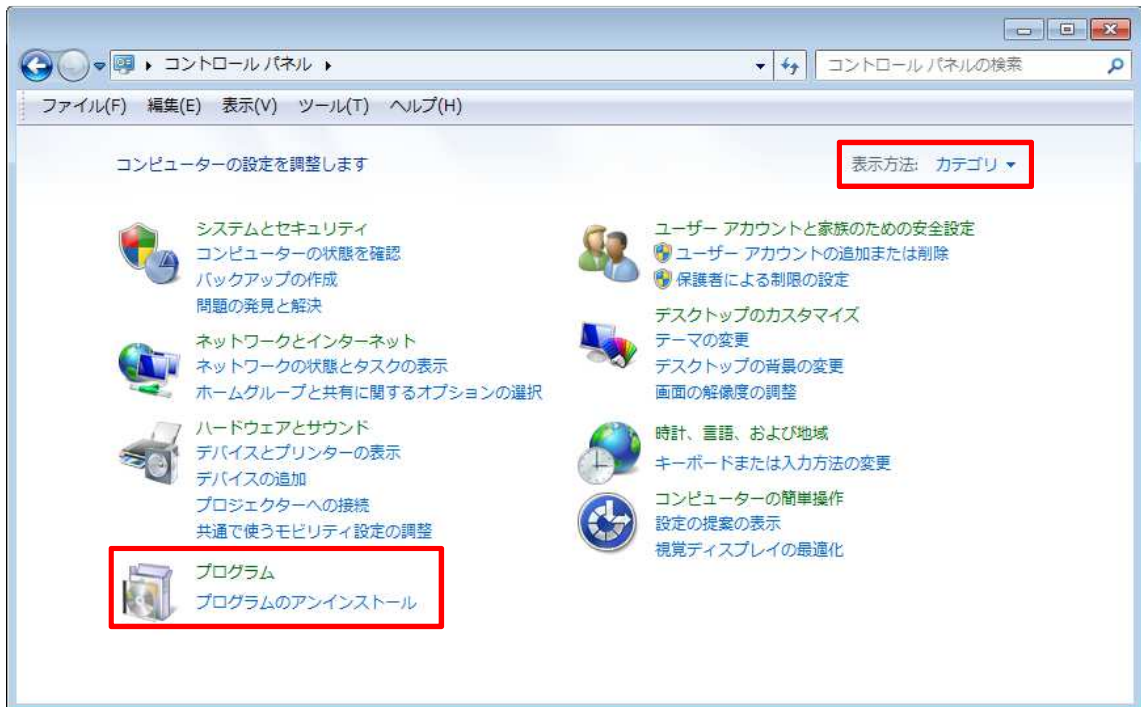 コントロール パネル
コントロール パネルの検索
ファイル(F) 編集(E) 表示(V) ツール(T) ヘルプ(H)
コンピューターの設定を調整します
表示方法: カテゴリ
システムとセキュリティ
コンピューターの状態を確認
バックアップの作成
問題の発見と解決
ネットワークとインターネット
ネットワークの状態とタスクの表示
ホームグループと共有に関するオプションの選択
ハードウェアとサウンド
デバイスとプリンターの表示
デバイスの追加
プロジェクターへの接続
共通で使うモビリティ設定の調整
プログラム
プログラムのアンインストール
ユーザー アカウントと家族のための安全設定
ユーザー アカウントの追加または削除
保護者による制限の設定
デスクトップのカスタマイズ
テーマの変更
デスクトップの背景の変更
画面の解像度の調整
時計、言語、および地域
キーボードまたは入力方法の変更
コンピューターの簡単操作
設定の提案の表示
視覚ディスプレイの最適化